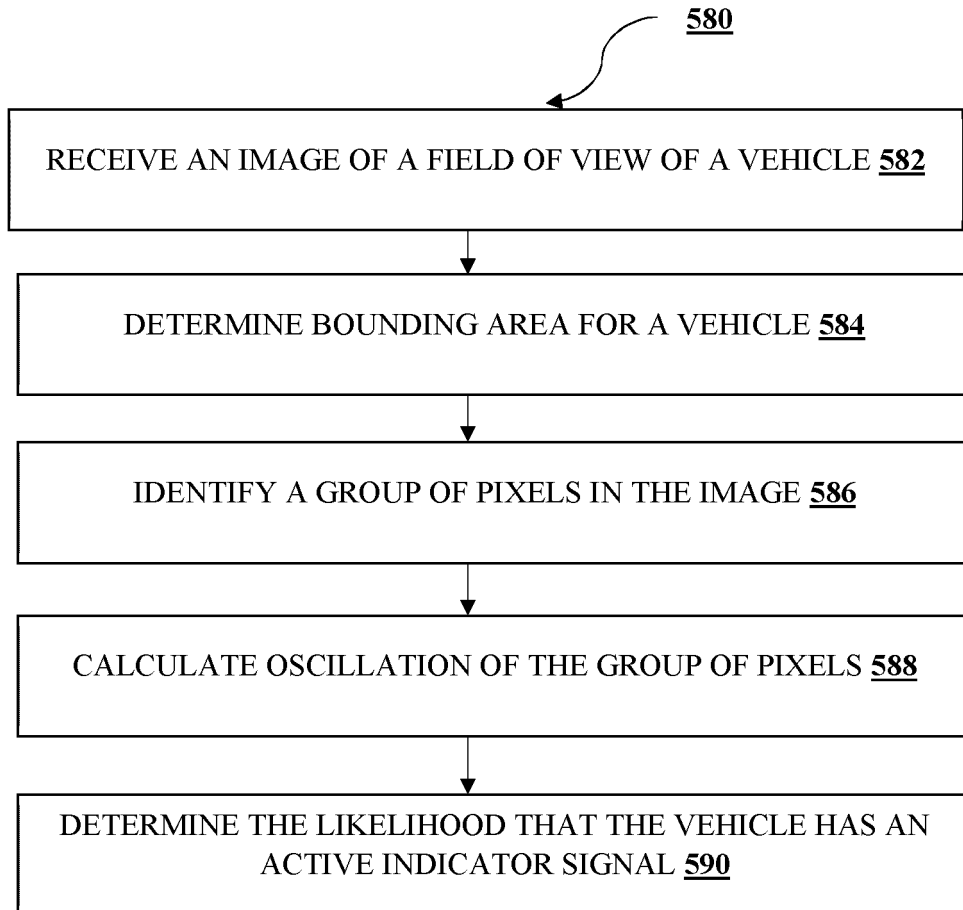 580
RECEIVE AN IMAGE OF A FIELD OF VIEW OF A VEHICLE 582
DETERMINE BOUNDING AREA FOR A VEHICLE 584
IDENTIFY A GROUP OF PIXELS IN THE IMAGE 586
CALCULATE OSCILLATION OF THE GROUP OF PIXELS 588
DETERMINE THE LIKELIHOOD THAT THE VEHICLE HAS AN
ACTIVE INDICATOR SIGNAL 590